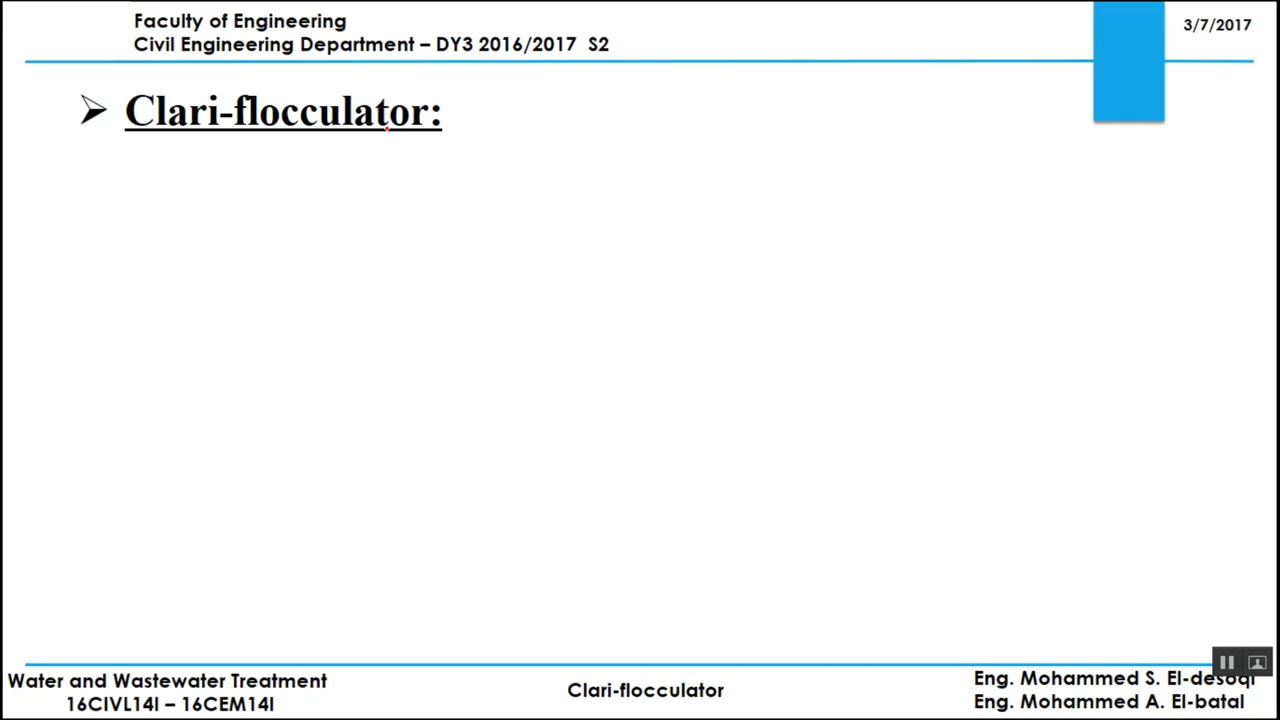 Faculty of Engineering
Civil Engineering Department – DY3 2016/2017 S2
3/7/2017
➢ Clari-flocculator:
Water and Wastewater Treatment
16CIVL14I – 16CEM14I
Clari-flocculator
Eng. Mohammed S. El-desoqi
Eng. Mohammed A. El-batal